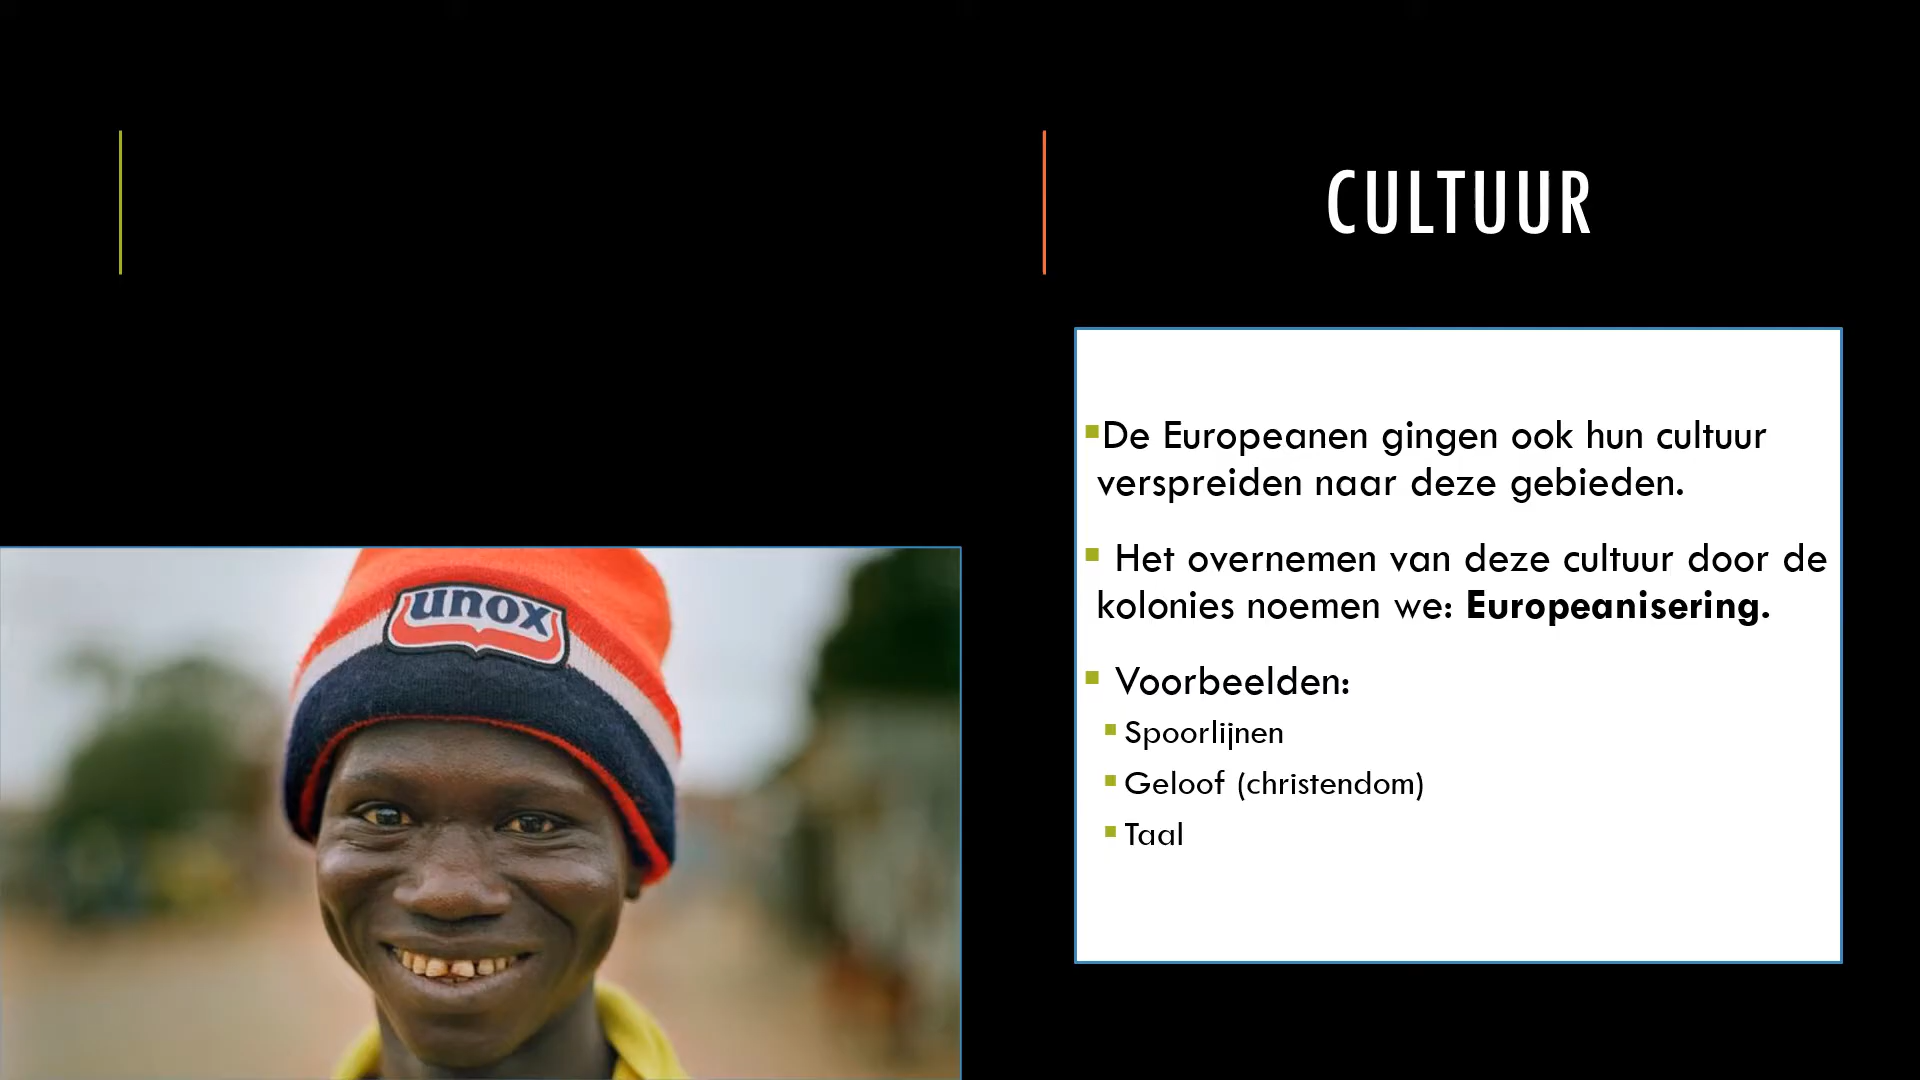 CULTUUR
De Europeanen gingen ook hun cultuur
verspreiden naar deze gebieden.
Het overnemen van deze cultuur door de
kolonies noemen we: Europeanisering.
Voorbeelden:
Spoorlijnen
Geloof (christendom)
Taal
unox